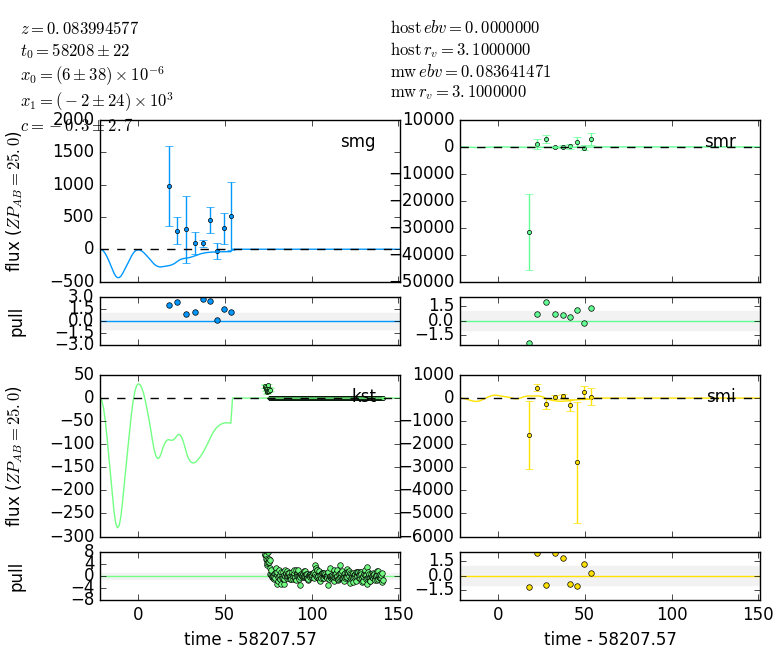 z = 0.083994577
t₀ = 58208 ± 22
x₀ = (6 ± 38) × 10⁻⁶
x₁ = (−2 ± 24) × 10³
c = −0.3 ± 2.7
host ebv = 0.0000000
host r_v = 3.1000000
mw ebv = 0.083641471
mw r_v = 3.1000000
flux (ZP_AB = 25.0)
2000
1500
1000
500
0
−500
smg
10000
0
−10000
−20000
−30000
−40000
−50000
smr
pull
3.0
1.5
0.0
−1.5
−3.0
1.5
0.0
−1.5
flux (ZP_AB = 25.0)
50
0
−50
−100
−150
−200
−250
−300
kst
1000
0
−1000
−2000
−3000
−4000
−5000
−6000
smi
pull
8
4
0
−4
−8
1.5
0.0
−1.5
0 50 100 150
0 50 100 150
time - 58207.57
time - 58207.57